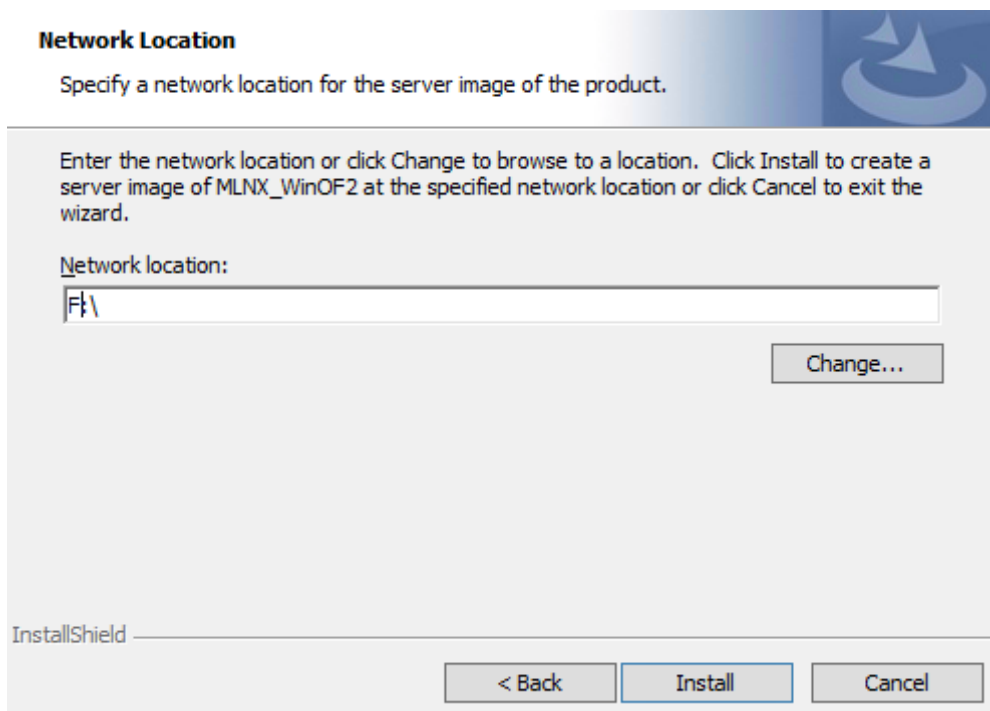 Network Location
Specify a network location for the server image of the product.
Enter the network location or click Change to browse to a location.  Click Install to create a
server image of MLNX_WinOF2 at the specified network location or click Cancel to exit the
wizard.
Network location:
F:\
Change...
InstallShield
< Back
Install
Cancel